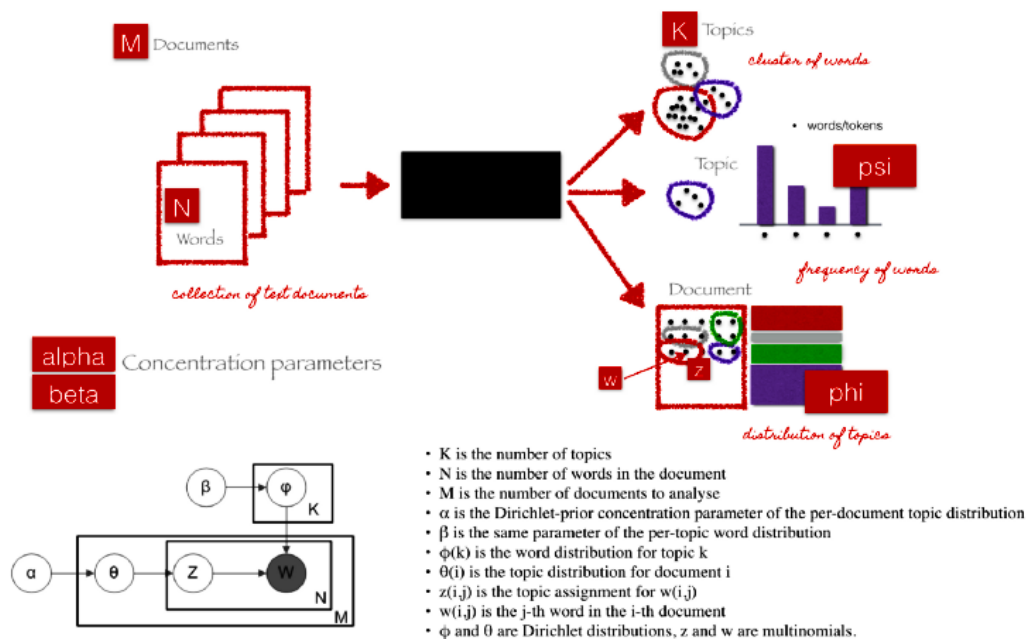 M Documents
N
Words
collection of text documents
K Topics
cluster of words
• words/tokens
Topic
psi
frequency of words
Document
w
z
phi
distribution of topics
alpha
beta
Concentration parameters
β
φ
K
α
θ
Z
W
N
M
• K is the number of topics
• N is the number of words in the document
• M is the number of documents to analyse
• α is the Dirichlet-prior concentration parameter of the per-document topic distribution
• β is the same parameter of the per-topic word distribution
• ϕ(k) is the word distribution for topic k
• θ(i) is the topic distribution for document i
• z(i,j) is the topic assignment for w(i,j)
• w(i,j) is the j-th word in the i-th document
• ϕ and θ are Dirichlet distributions, z and w are multinomials.